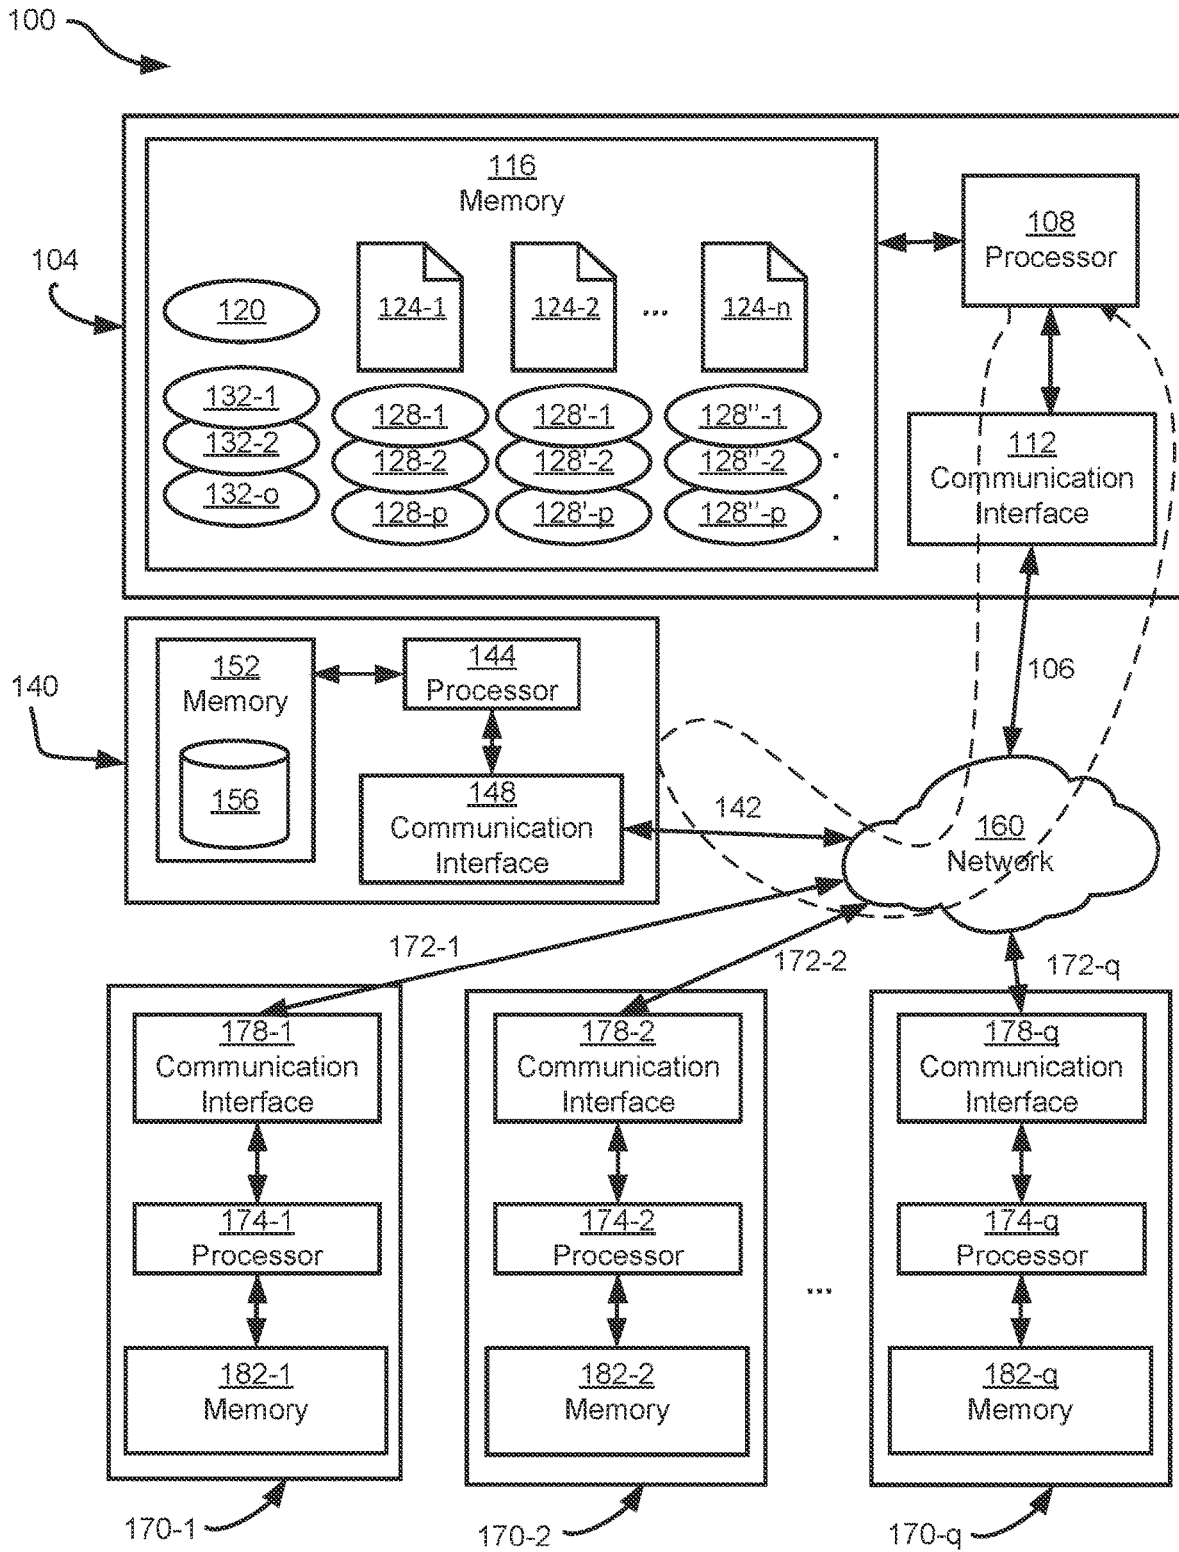 100
116
Memory
108
Processor
104
120
124-1
124-2
...
124-n
132-1
132-2
132-o
128-1
128-2
128-p
128'-1
128'-2
128'-p
128''-1
128''-2
128''-p
112
Communication
Interface
106
140
152
Memory
156
144
Processor
148
Communication
Interface
142
160
Network
172-1
172-2
172-q
178-1
Communication
Interface
174-1
Processor
182-1
Memory
170-1
178-2
Communication
Interface
174-2
Processor
182-2
Memory
170-2
...
178-q
Communication
Interface
174-q
Processor
182-q
Memory
170-q